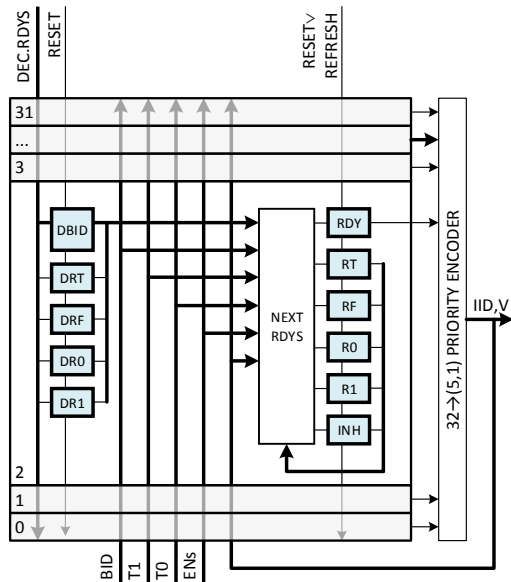 DEC.RDYS
RESET
RESET∨
REFRESH
31
...
3
DBID
DRT
DRF
DR0
DR1
NEXT
RDYS
RDY
RT
RF
R0
R1
INH
2
1
0
32→(5,1) PRIORITY ENCODER
IID,V
BID
T1
T0
ENs